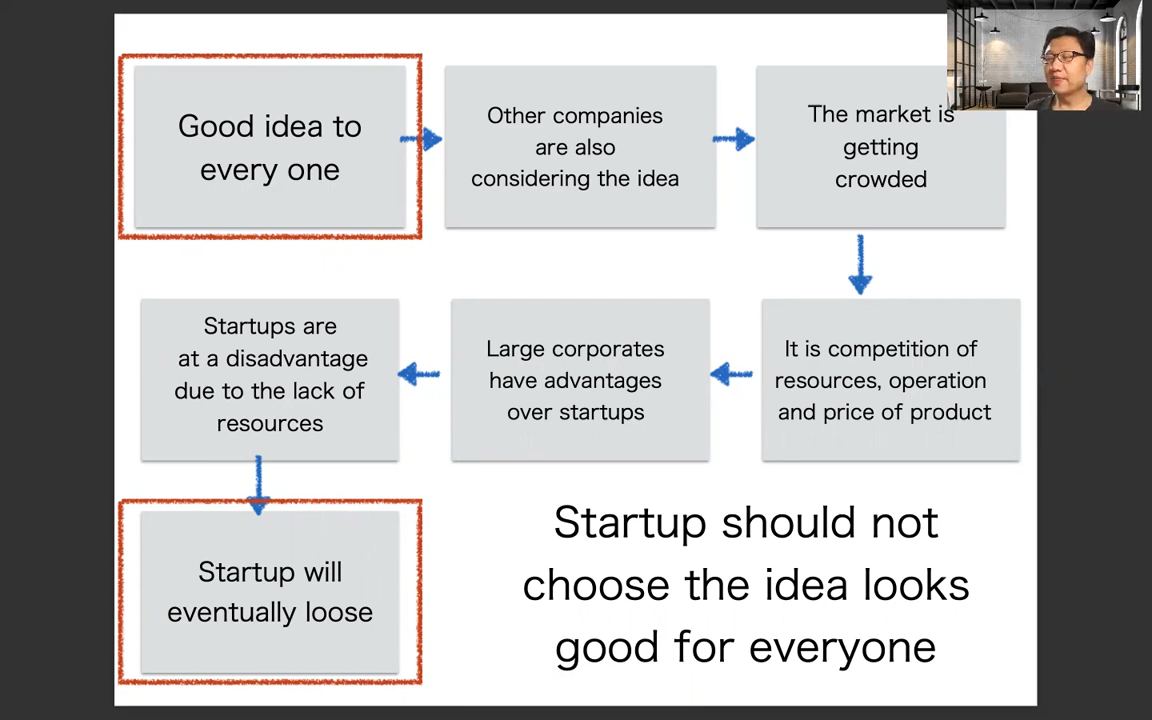 Good idea to
every one
Other companies
are also
considering the idea
The market is
getting
crowded
It is competition of
resources, operation
and price of product
Large corporates
have advantages
over startups
Startups are
at a disadvantage
due to the lack of
resources
Startup will
eventually loose
Startup should not
choose the idea looks
good for everyone